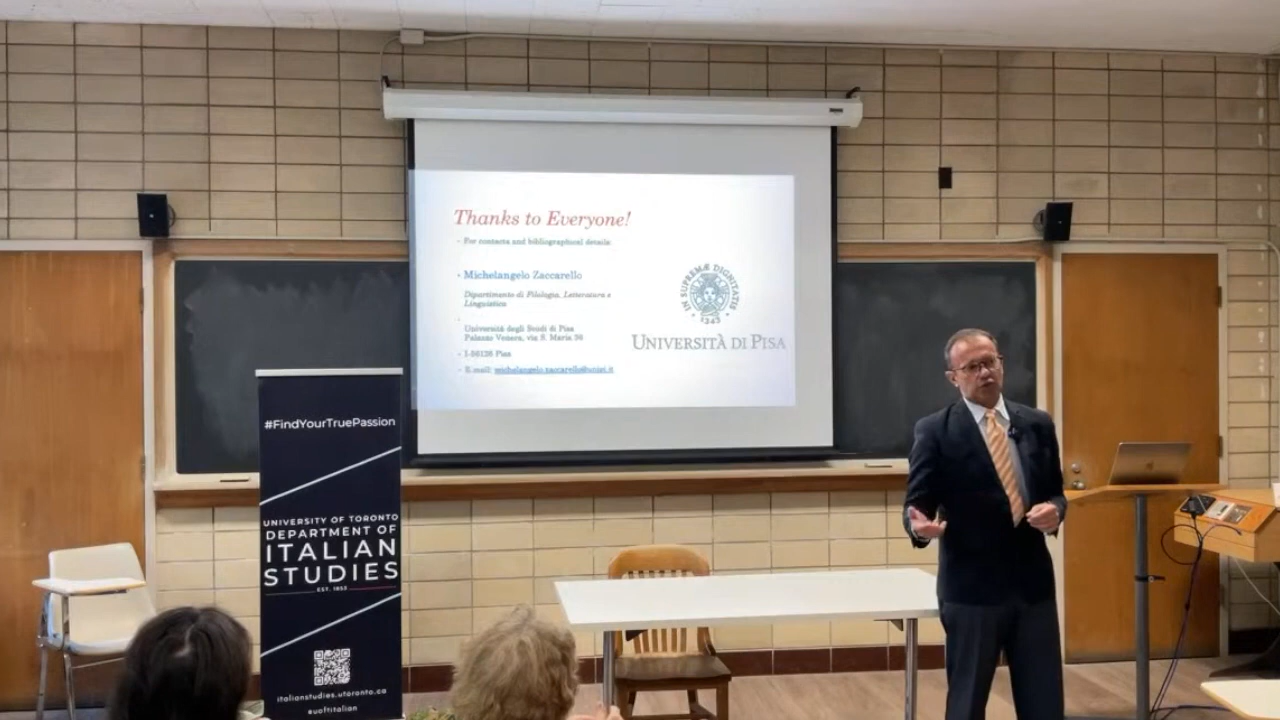 Thanks to Everyone!
- For contacts and bibliographical details:
- Michelangelo Zaccarello
Dipartimento di Filologia, Letteratura e
Linguistica
Università degli Studi di Pisa
Palazzo Venera, via S. Maria 36
- I-56126 Pisa
- E.mail: michelangelo.zaccarello@unipi.it
IN SUPREMÆ DIGNITATIS
1343
UNIVERSITÀ DI PISA
#FindYourTruePassion
UNIVERSITY OF TORONTO
DEPARTMENT OF
ITALIAN
STUDIES
italianstudies.utoronto.ca
uoftitalian